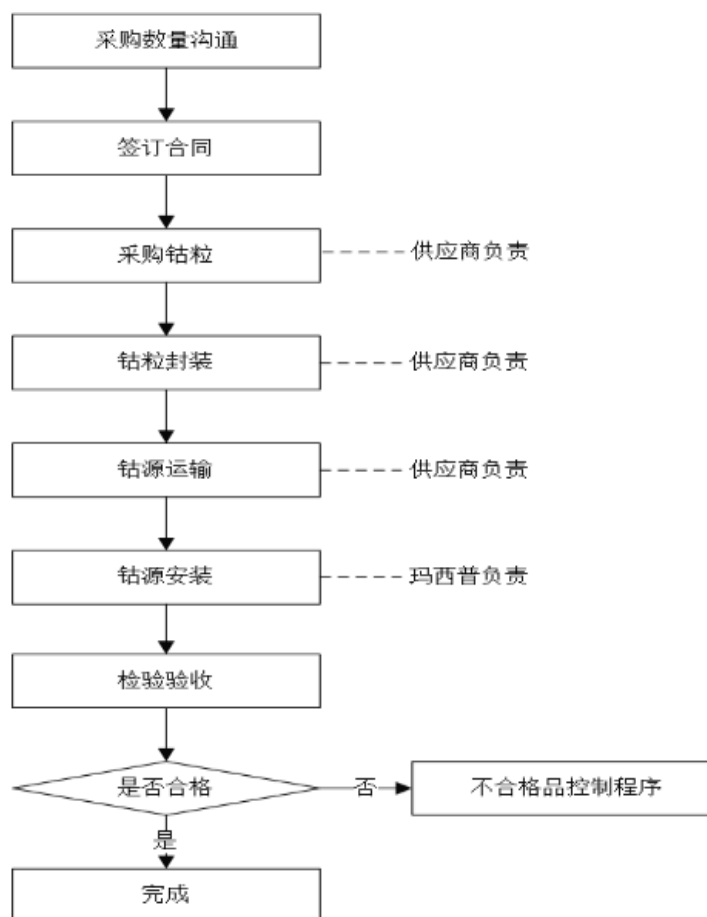 采购数量沟通
签订合同
采购钴粒
供应商负责
钴粒封装
供应商负责
钴源运输
供应商负责
钴源安装
玛西普负责
检验验收
是否合格
否
不合格品控制程序
是
完成